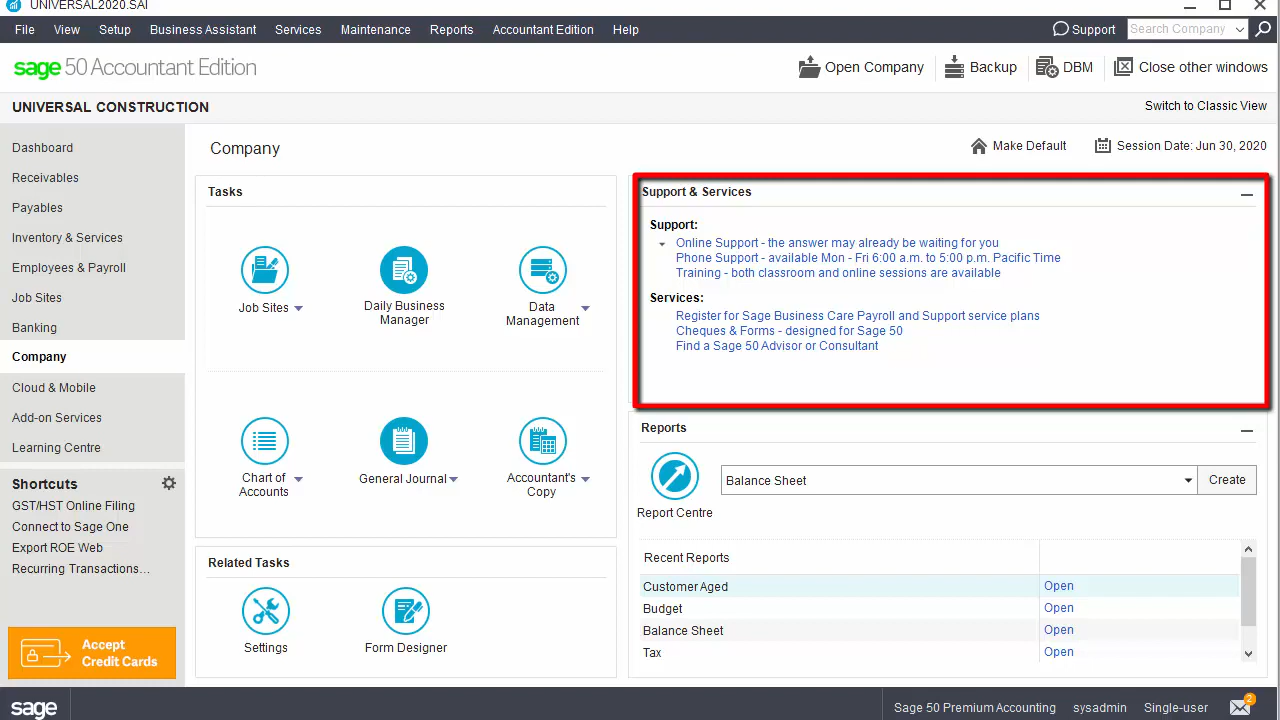 UNIVERSAL2020.SAI
File View Setup Business Assistant Services Maintenance Reports Accountant Edition Help Support Search Company
sage 50 Accountant Edition Open Company Backup DBM Close other windows
UNIVERSAL CONSTRUCTION Switch to Classic View
Dashboard
Receivables
Payables
Inventory & Services
Employees & Payroll
Job Sites
Banking
Company
Cloud & Mobile
Add-on Services
Learning Centre
Shortcuts
GST/HST Online Filing
Connect to Sage One
Export ROE Web
Recurring Transactions...
Accept
Credit Cards
Company Make Default Session Date: Jun 30, 2020
Tasks
Job Sites
Daily Business
Manager
Data
Management
Chart of
Accounts
General Journal
Accountant's
Copy
Related Tasks
Settings
Form Designer
Support & Services
Support:
Online Support - the answer may already be waiting for you
Phone Support - available Mon - Fri 6:00 a.m. to 5:00 p.m. Pacific Time
Training - both classroom and online sessions are available
Services:
Register for Sage Business Care Payroll and Support service plans
Cheques & Forms - designed for Sage 50
Find a Sage 50 Advisor or Consultant
Reports
Report Centre
Balance Sheet Create
Recent Reports
Customer Aged Open
Budget Open
Balance Sheet Open
Tax Open
sage Sage 50 Premium Accounting sysadmin Single-user 2